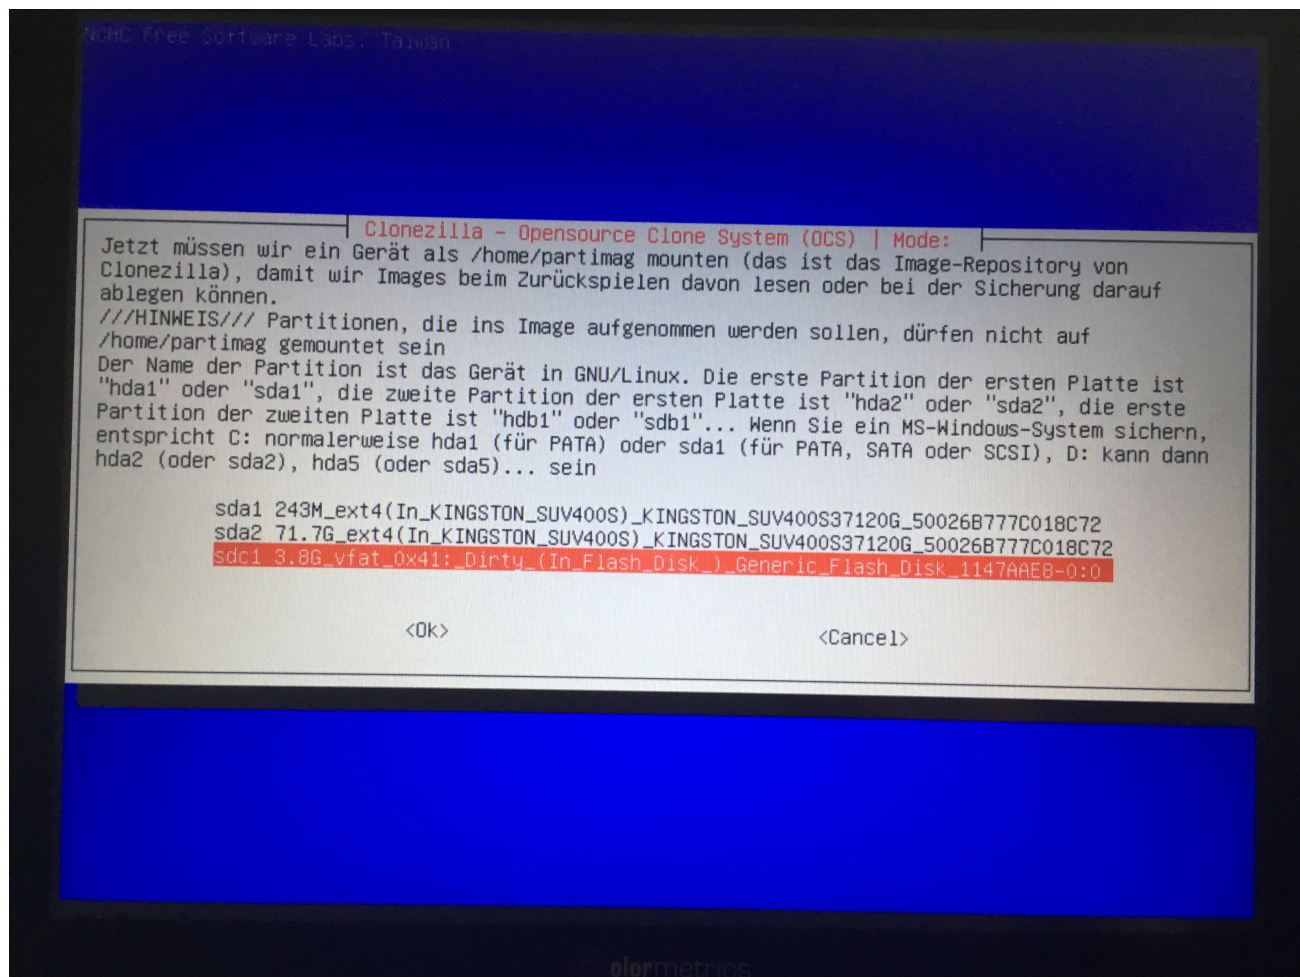 NCHC Free Software Labs, Taiwan
Clonezilla - Opensource Clone System (OCS) | Mode:
Jetzt müssen wir ein Gerät als /home/partimag mounten (das ist das Image-Repository von
Clonezilla), damit wir Images beim Zurückspielen davon lesen oder bei der Sicherung darauf
ablegen können.
///HINWEIS/// Partitionen, die ins Image aufgenommen werden sollen, dürfen nicht auf
/home/partimag gemountet sein
Der Name der Partition ist das Gerät in GNU/Linux. Die erste Partition der ersten Platte ist
"hda1" oder "sda1", die zweite Partition der ersten Platte ist "hda2" oder "sda2", die erste
Partition der zweiten Platte ist "hdb1" oder "sdb1"... Wenn Sie ein MS-Windows-System sichern,
entspricht C: normalerweise hda1 (für PATA) oder sda1 (für PATA, SATA oder SCSI), D: kann dann
hda2 (oder sda2), hda5 (oder sda5)... sein
sda1 243M_ext4(In_KINGSTON_SUV400S)_KINGSTON_SUV400S37120G_50026B777C018C72
sda2 71.7G_ext4(In_KINGSTON_SUV400S)_KINGSTON_SUV400S37120G_50026B777C018C72
sdc1 3.8G_vfat_0x41:_Dirty_(In_Flash_Disk_)_Generic_Flash_Disk_1147AAE8-0:0
<Ok> <Cancel>
olormetrics